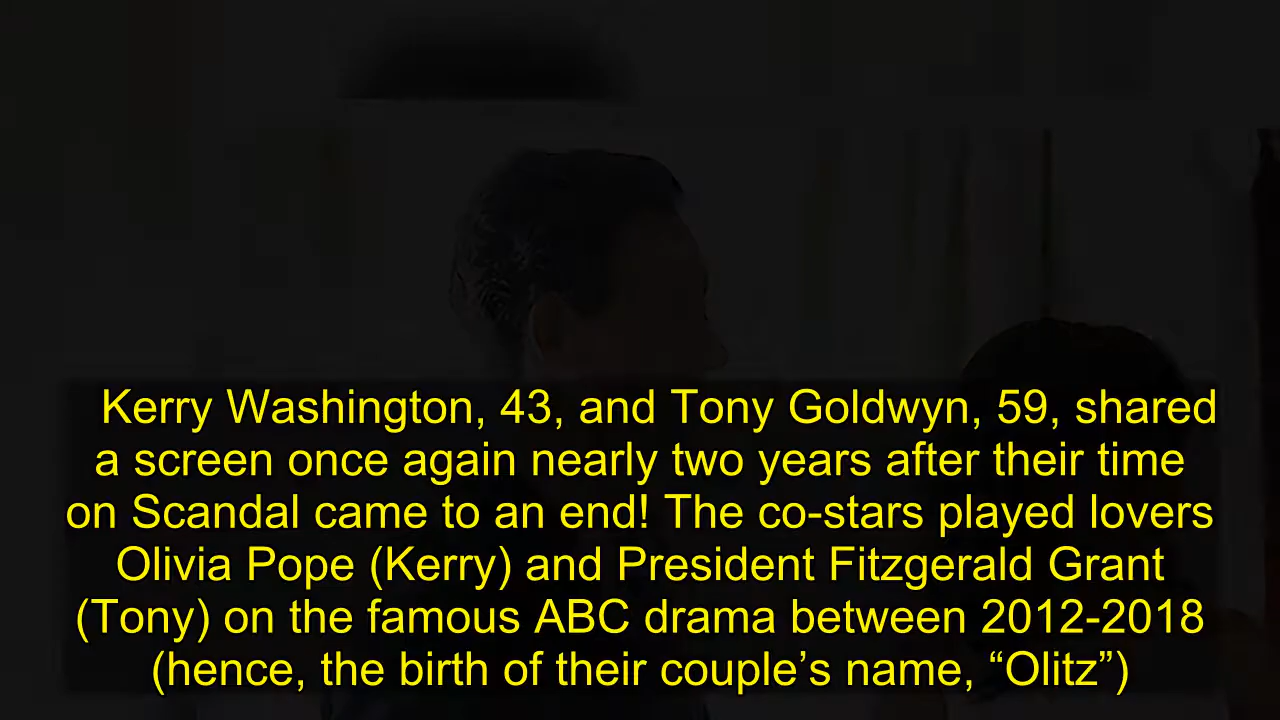 Kerry Washington, 43, and Tony Goldwyn, 59, shared
a screen once again nearly two years after their time
on Scandal came to an end! The co-stars played lovers
Olivia Pope (Kerry) and President Fitzgerald Grant
(Tony) on the famous ABC drama between 2012-2018
(hence, the birth of their couple’s name, “Olitz”)